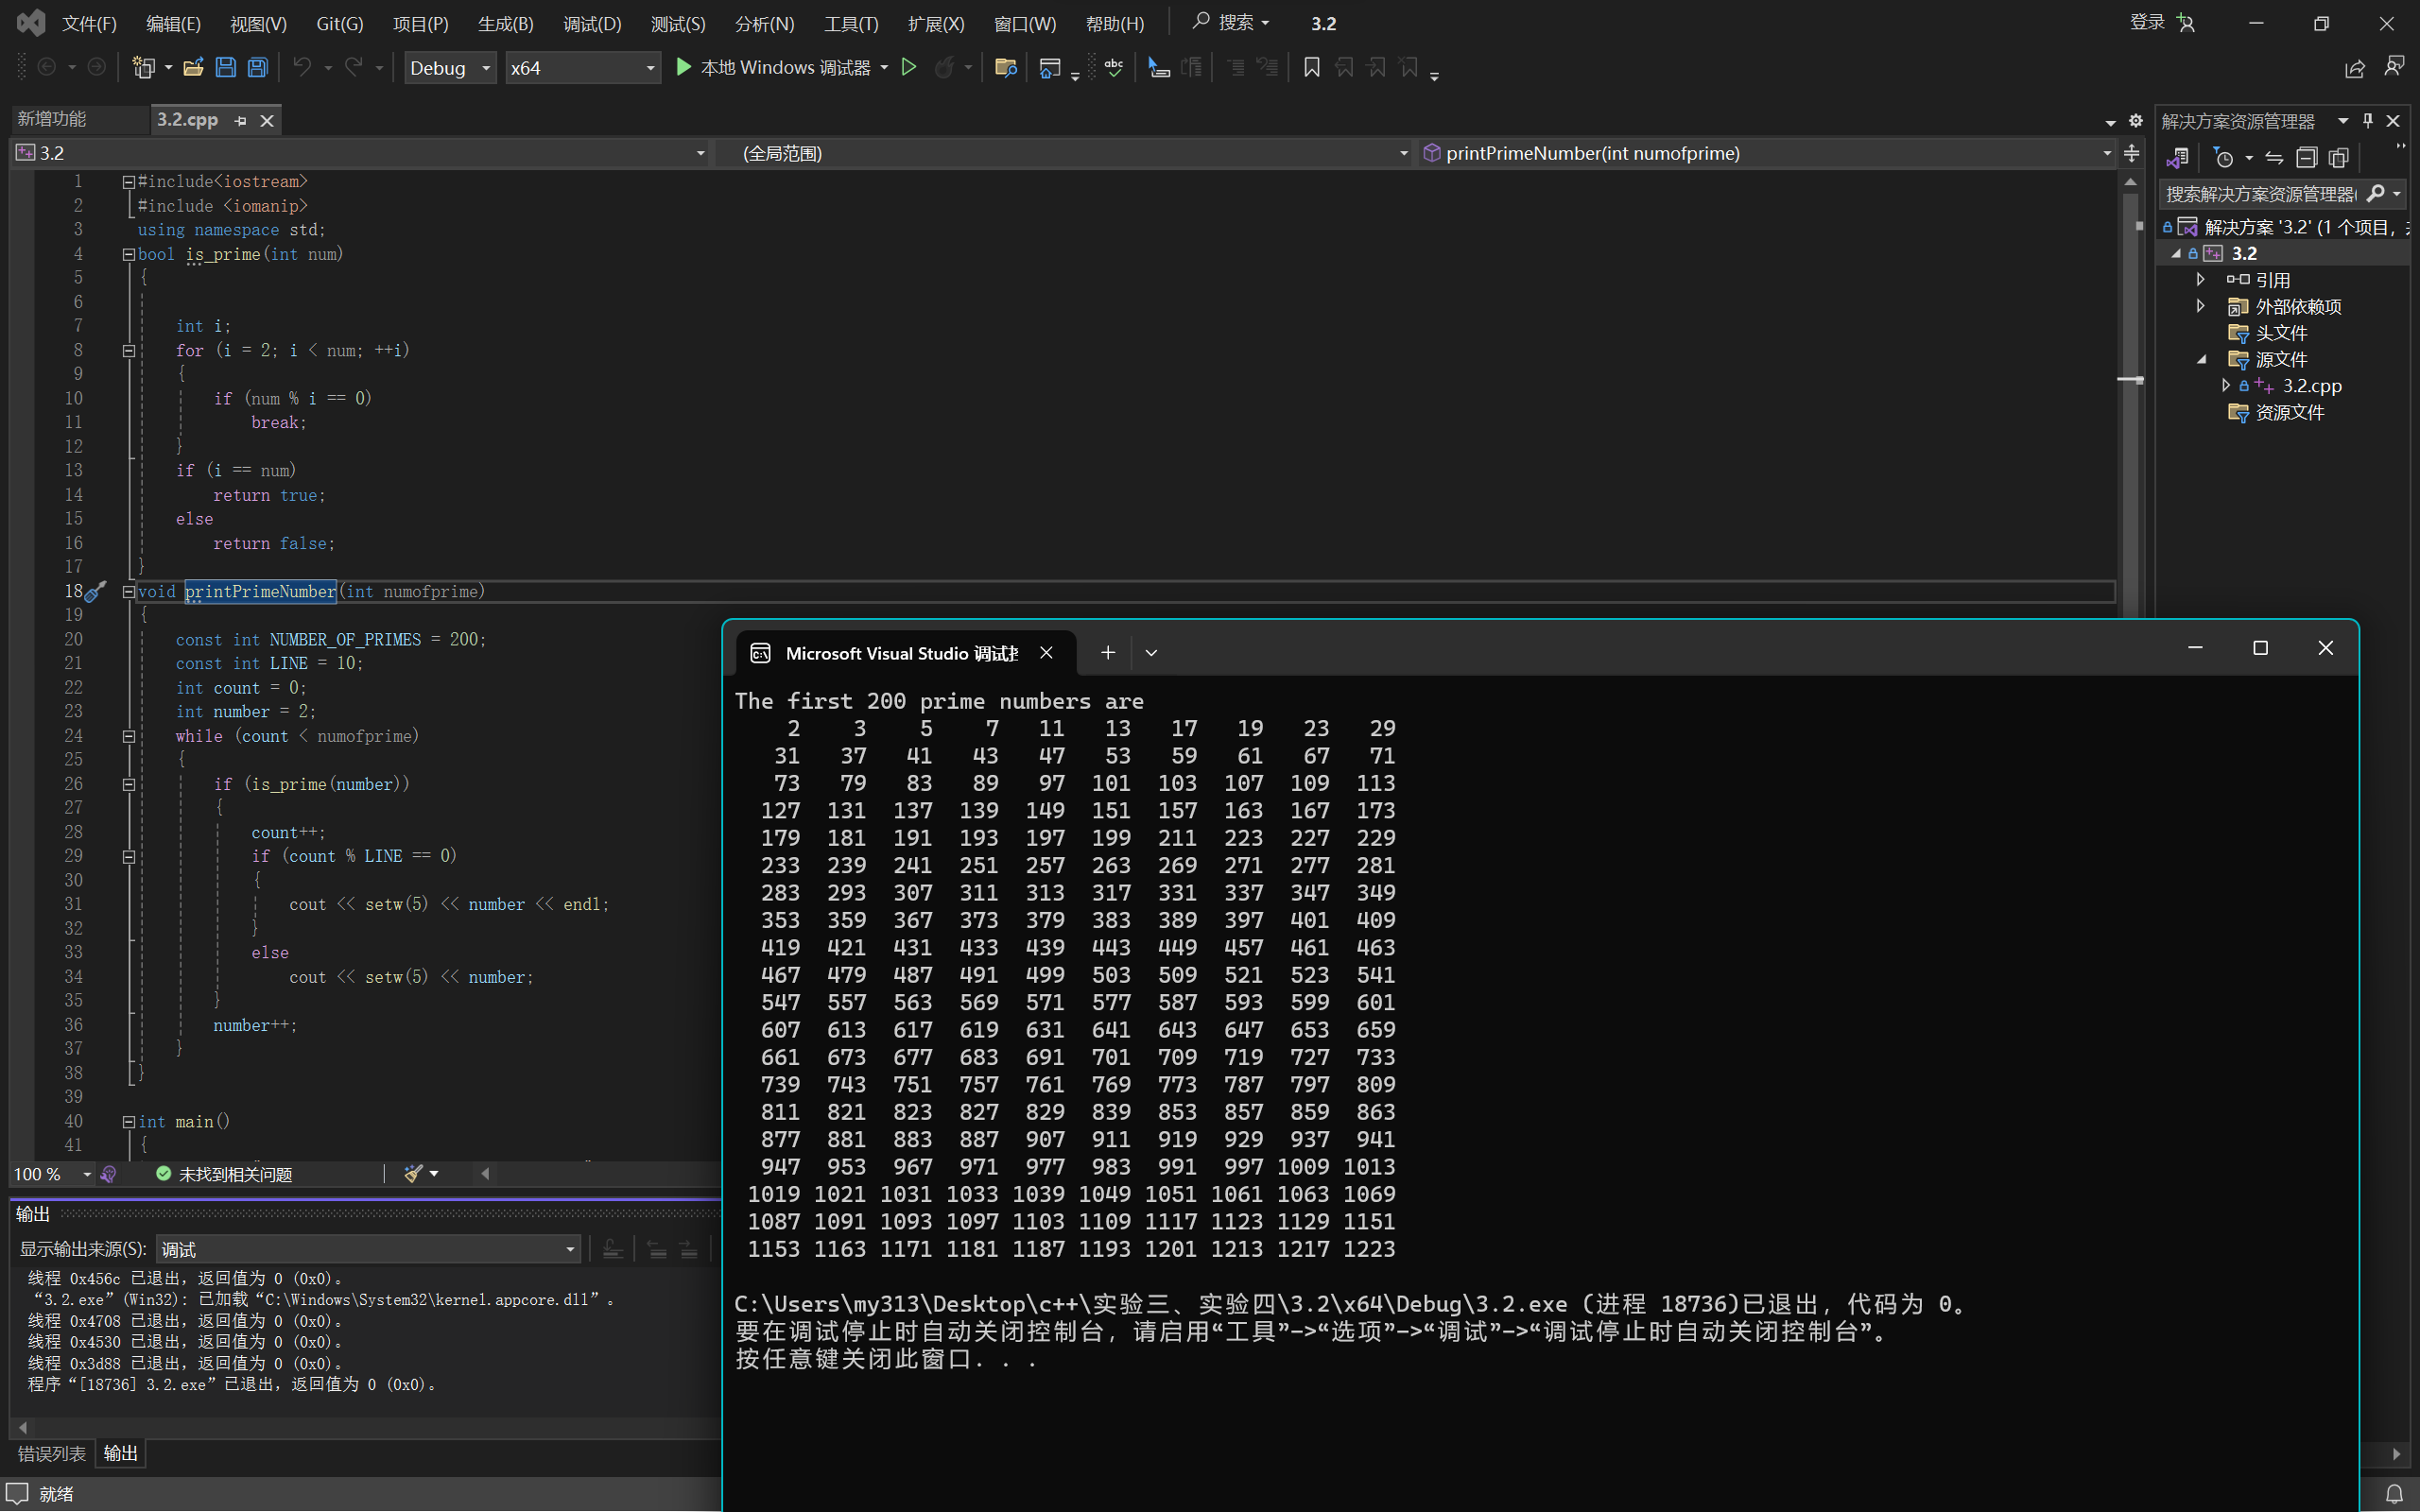 文件(F) 编辑(E) 视图(V) Git(G) 项目(P) 生成(B) 调试(D) 测试(S) 分析(N) 工具(T) 扩展(X) 窗口(W) 帮助(H) 搜索 3.2 登录
Debug x64 本地 Windows 调试器
新增功能 3.2.cpp
3.2 (全局范围) printPrimeNumber(int numofprime)
1 #include<iostream>
2 #include <iomanip>
3 using namespace std;
4 bool is_prime(int num)
5 {
6
7 int i;
8 for (i = 2; i < num; ++i)
9 {
10 if (num % i == 0)
11 break;
12 }
13 if (i == num)
14 return true;
15 else
16 return false;
17 }
18 void printPrimeNumber(int numofprime)
19 {
20 const int NUMBER_OF_PRIMES = 200;
21 const int LINE = 10;
22 int count = 0;
23 int number = 2;
24 while (count < numofprime)
25 {
26 if (is_prime(number))
27 {
28 count++;
29 if (count % LINE == 0)
30 {
31 cout << setw(5) << number << endl;
32 }
33 else
34 cout << setw(5) << number;
35 }
36 number++;
37 }
38 }
39
40 int main()
41 {
100 % 未找到相关问题
输出
显示输出来源(S): 调试
线程 0x456c 已退出，返回值为 0 (0x0)。
“3.2.exe”(Win32): 已加载“C:\Windows\System32\kernel.appcore.dll”。
线程 0x4708 已退出，返回值为 0 (0x0)。
线程 0x4530 已退出，返回值为 0 (0x0)。
线程 0x3d88 已退出，返回值为 0 (0x0)。
程序“[18736] 3.2.exe”已退出，返回值为 0 (0x0)。
错误列表 输出
就绪
解决方案资源管理器
搜索解决方案资源管理器(
解决方案 '3.2' (1 个项目，
3.2
引用
外部依赖项
头文件
源文件
3.2.cpp
资源文件
Microsoft Visual Studio 调试
The first 200 prime numbers are
2 3 5 7 11 13 17 19 23 29
31 37 41 43 47 53 59 61 67 71
73 79 83 89 97 101 103 107 109 113
127 131 137 139 149 151 157 163 167 173
179 181 191 193 197 199 211 223 227 229
233 239 241 251 257 263 269 271 277 281
283 293 307 311 313 317 331 337 347 349
353 359 367 373 379 383 389 397 401 409
419 421 431 433 439 443 449 457 461 463
467 479 487 491 499 503 509 521 523 541
547 557 563 569 571 577 587 593 599 601
607 613 617 619 631 641 643 647 653 659
661 673 677 683 691 701 709 719 727 733
739 743 751 757 761 769 773 787 797 809
811 821 823 827 829 839 853 857 859 863
877 881 883 887 907 911 919 929 937 941
947 953 967 971 977 983 991 997 1009 1013
1019 1021 1031 1033 1039 1049 1051 1061 1063 1069
1087 1091 1093 1097 1103 1109 1117 1123 1129 1151
1153 1163 1171 1181 1187 1193 1201 1213 1217 1223
C:\Users\my313\Desktop\c++\实验三、实验四\3.2\x64\Debug\3.2.exe (进程 18736)已退出，代码为 0。
要在调试停止时自动关闭控制台，请启用“工具”->“选项”->“调试”->“调试停止时自动关闭控制台”。
按任意键关闭此窗口. . .